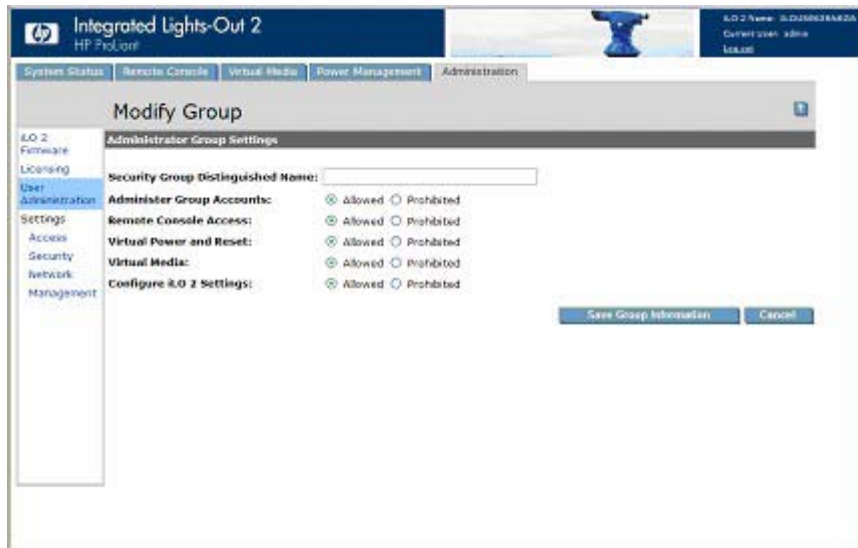 Integrated Lights-Out 2
HP ProLiant
Current user: admin
Log out
System Status
Remote Console
Virtual Media
Power Management
Administration
Modify Group
?
iLO 2
Firmware
Licensing
User
Administration
Settings
Access
Security
Network
Management
Administrator Group Settings
Security Group Distinguished Name:
Administer Group Accounts: Allowed Prohibited
Remote Console Access: Allowed Prohibited
Virtual Power and Reset: Allowed Prohibited
Virtual Media: Allowed Prohibited
Configure iLO 2 Settings: Allowed Prohibited
Save Group Information
Cancel